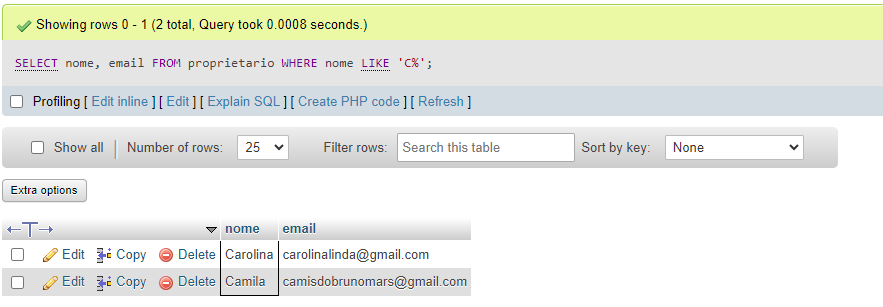 Showing rows 0 - 1 (2 total, Query took 0.0008 seconds.)
SELECT nome, email FROM proprietario WHERE nome LIKE 'C%';
Profiling [ Edit inline ] [ Edit ] [ Explain SQL ] [ Create PHP code ] [ Refresh ]
Show all Number of rows: 25 Filter rows: Search this table Sort by key: None
Extra options
nome email
Edit Copy Delete Carolina carolinalinda@gmail.com
Edit Copy Delete Camila camisdobrunomars@gmail.com